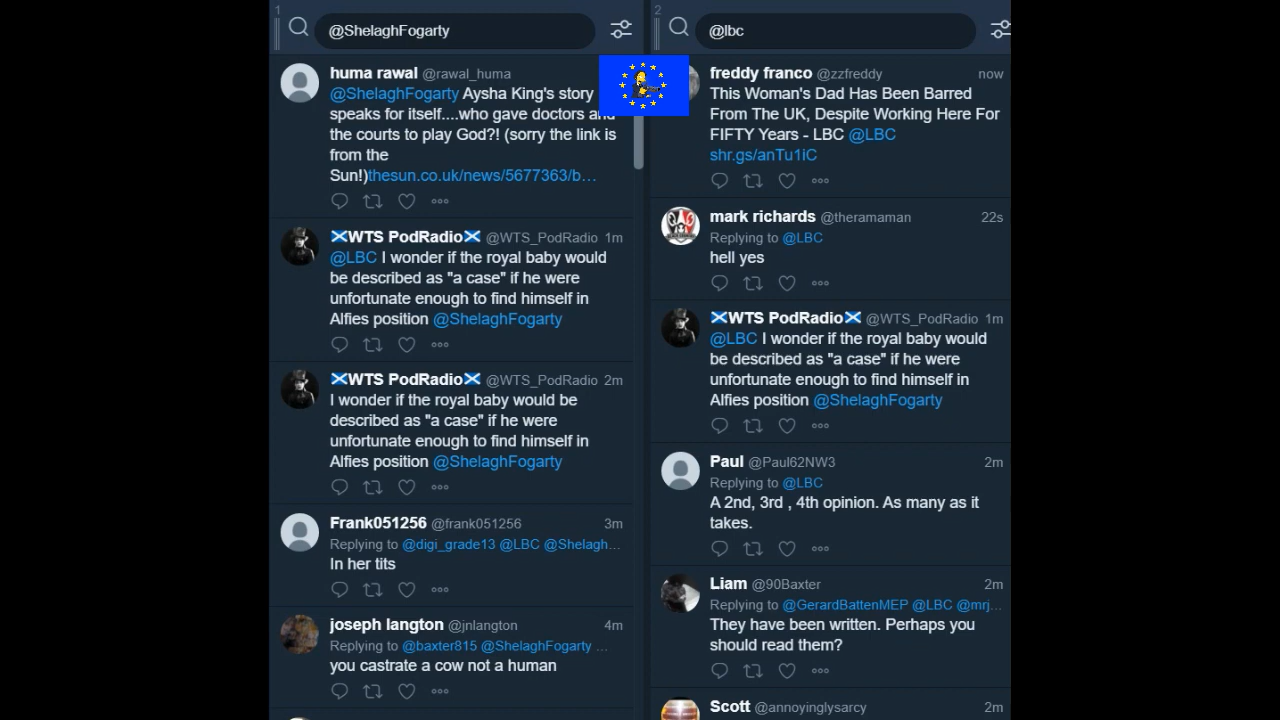 1
@ShelaghFogarty
huma rawal @rawal_huma
@ShelaghFogarty Aysha King's story
speaks for itself....who gave doctors and
the courts to play God?! (sorry the link is
from the
Sun!)thesun.co.uk/news/5677363/b…
WTS PodRadio @WTS_PodRadio 1m
@LBC I wonder if the royal baby would
be described as "a case" if he were
unfortunate enough to find himself in
Alfies position @ShelaghFogarty
WTS PodRadio @WTS_PodRadio 2m
I wonder if the royal baby would be
described as "a case" if he were
unfortunate enough to find himself in
Alfies position @ShelaghFogarty
Frank051256 @frank051256 3m
Replying to @digi_grade13 @LBC @Shelagh…
In her tits
joseph langton @jnlangton 4m
Replying to @baxter815 @ShelaghFogarty …
you castrate a cow not a human
2
@lbc
freddy franco @zzfreddy now
This Woman's Dad Has Been Barred
From The UK, Despite Working Here For
FIFTY Years - LBC @LBC
shr.gs/anTu1iC
mark richards @theramaman 22s
Replying to @LBC
hell yes
WTS PodRadio @WTS_PodRadio 1m
@LBC I wonder if the royal baby would
be described as "a case" if he were
unfortunate enough to find himself in
Alfies position @ShelaghFogarty
Paul @Paul62NW3 2m
Replying to @LBC
A 2nd, 3rd , 4th opinion. As many as it
takes.
Liam @90Baxter 2m
Replying to @GerardBattenMEP @LBC @mrj…
They have been written. Perhaps you
should read them?
Scott @annoyinglysarcy 2m